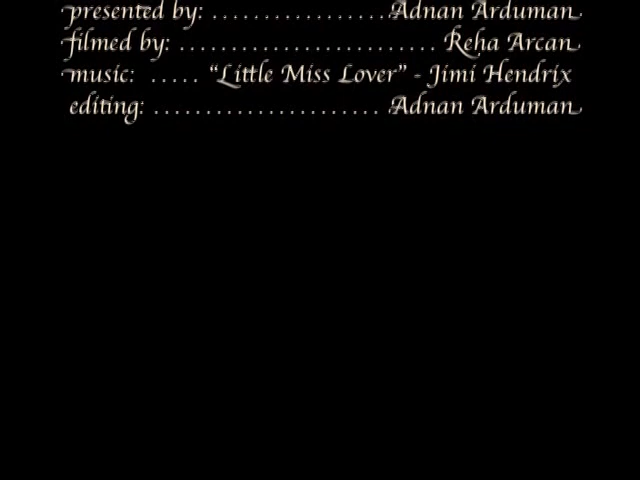 presented by: .................Adnan Arduman
filmed by: ......................... Reha Arcan
music: ..... “Little Miss Lover” - Jimi Hendrix
editing: ...................... Adnan Arduman